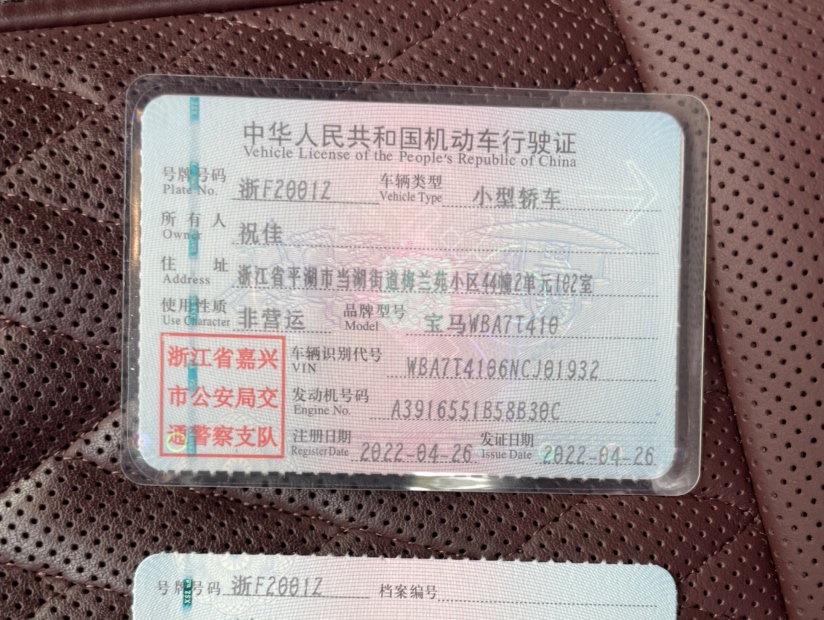 中华人民共和国机动车行驶证
Vehicle License of the People's Republic of China
号牌号码 浙F2001Z 车辆类型 小型轿车
Plate No. Vehicle Type
所有人 祝佳
Owner
住址 浙江省平湖市当湖街道梅兰苑小区44幢2单元102室
Address
使用性质 非营运 品牌型号 宝马WBA7T410
Use Character Model
浙江省嘉兴
市公安局交
通警察支队
车辆识别代号 WBA7T4106NCJ01932
VIN
发动机号码 A3916551B58B30C
Engine No.
注册日期 2022-04-26 发证日期 2022-04-26
Register Date Issue Date
号牌号码 浙F2001Z 档案编号